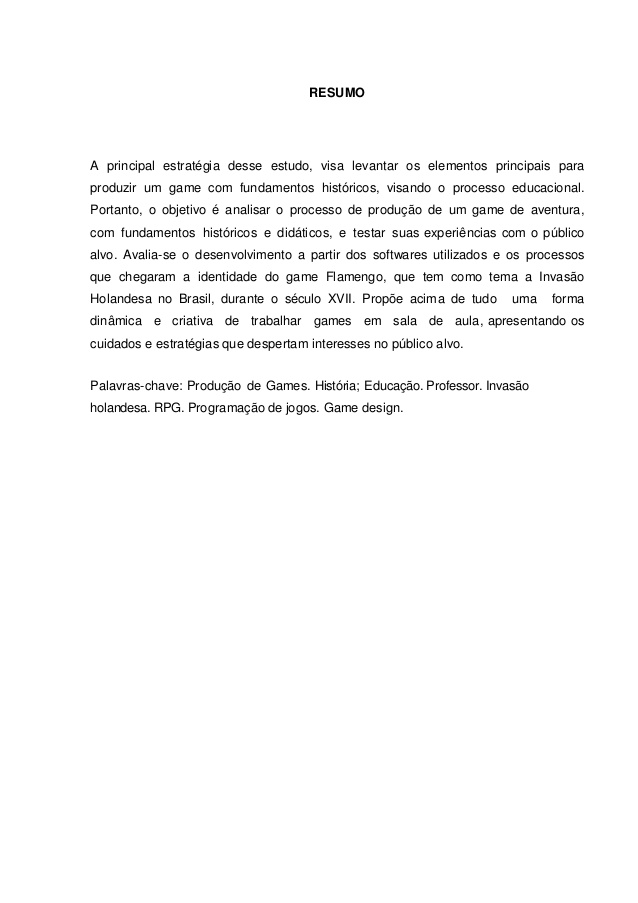 RESUMO
A principal estratégia desse estudo, visa levantar os elementos principais para
produzir um game com fundamentos históricos, visando o processo educacional.
Portanto, o objetivo é analisar o processo de produção de um game de aventura,
com fundamentos históricos e didáticos, e testar suas experiências com o público
alvo. Avalia-se o desenvolvimento a partir dos softwares utilizados e os processos
que chegaram a identidade do game Flamengo, que tem como tema a Invasão
Holandesa no Brasil, durante o século XVII. Propõe acima de tudo uma forma
dinâmica e criativa de trabalhar games em sala de aula, apresentando os
cuidados e estratégias que despertam interesses no público alvo.
Palavras-chave: Produção de Games. História; Educação. Professor. Invasão
holandesa. RPG. Programação de jogos. Game design.